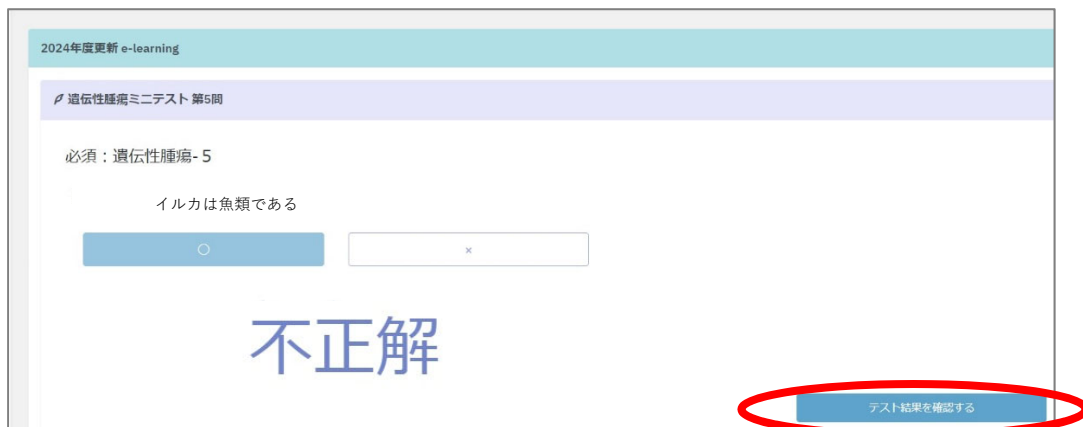 2024年度更新 e-learning
遺伝性腫瘍ミニテスト 第5問
必須：遺伝性腫瘍- 5
イルカは魚類である
○
×
不正解
テスト結果を確認する